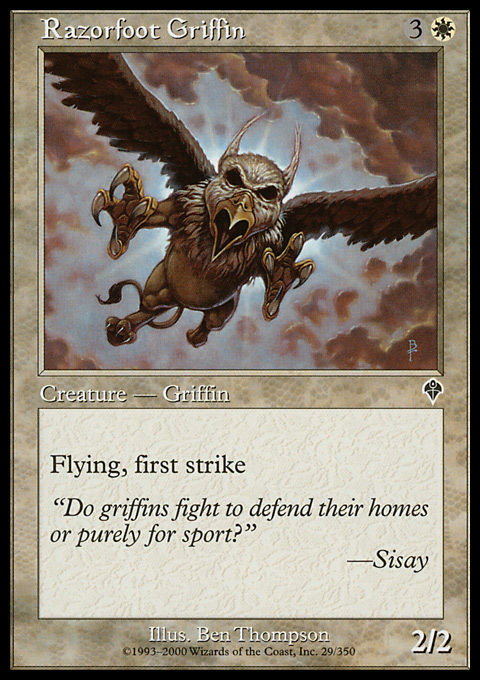 Razorfoot Griffin 3
Creature — Griffin
Flying, first strike
“Do griffins fight to defend their homes
or purely for sport?”
—Sisay
Illus. Ben Thompson
©1993–2000 Wizards of the Coast, Inc. 29/350
2/2